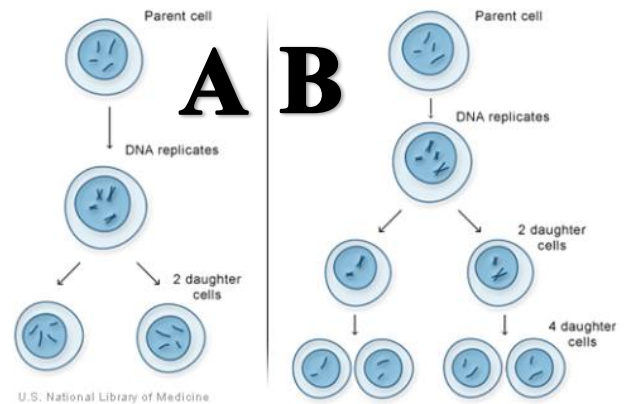 Parent cell
A
DNA replicates
2 daughter
cells
U.S. National Library of Medicine
B
Parent cell
DNA replicates
2 daughter
cells
4 daughter
cells